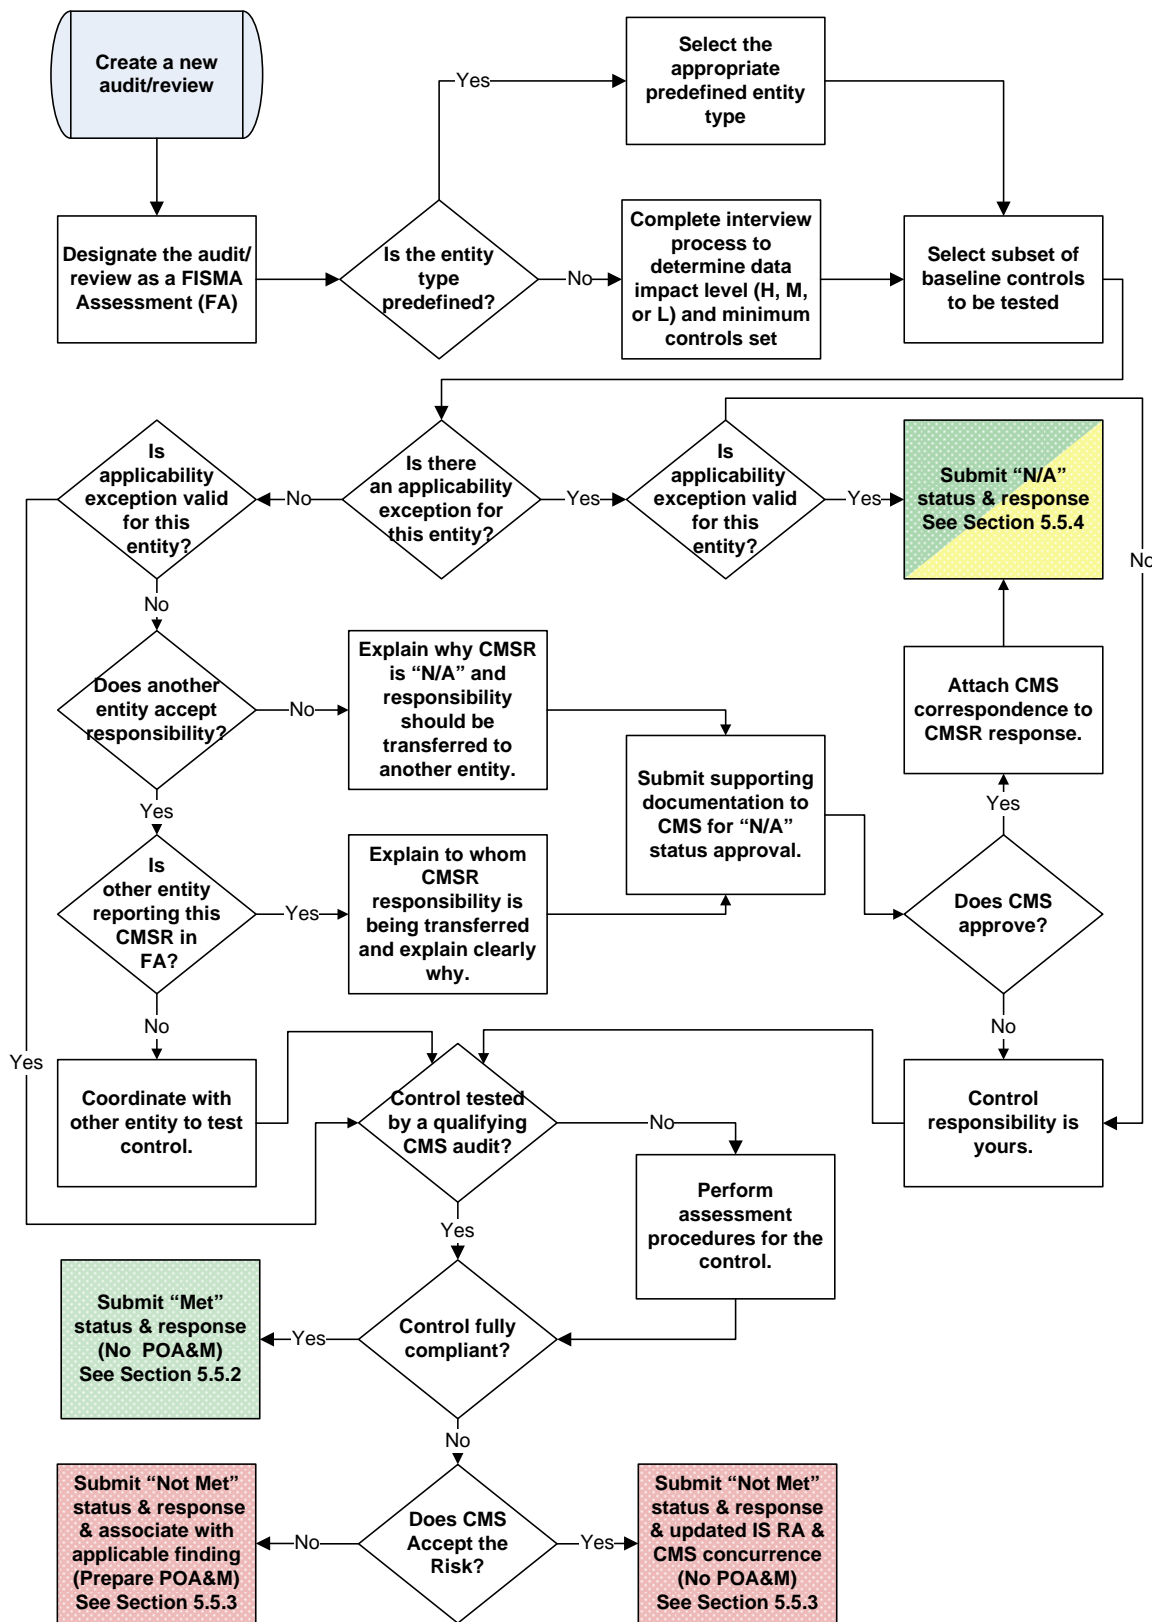 Create a new
audit/review
Yes
Select the
appropriate
predefined entity
type
Designate the audit/
review as a FISMA
Assessment (FA)
Is the entity
type
predefined?
No
Complete interview
process to
determine data
impact level (H, M,
or L) and minimum
controls set
Select subset of
baseline controls
to be tested
Is
applicability
exception valid
for this
entity?
No
Is there
an applicability
exception for
this entity?
Yes
Is
applicability
exception valid
for this
entity?
Yes
Submit “N/A”
status & response
See Section 5.5.4
No
No
Does another
entity accept
responsibility?
No
Explain why CMSR
is “N/A” and
responsibility
should be
transferred to
another entity.
Submit supporting
documentation to
CMS for “N/A”
status approval.
Attach CMS
correspondence to
CMSR response.
Yes
Yes
Is
other entity
reporting this
CMSR in
FA?
Yes
Explain to whom
CMSR
responsibility is
being transferred
and explain clearly
why.
Does CMS
approve?
No
No
Yes
Coordinate with
other entity to test
control.
Control tested
by a qualifying
CMS audit?
No
Control
responsibility is
yours.
Perform
assessment
procedures for the
control.
Yes
Submit “Met”
status & response
(No POA&M)
See Section 5.5.2
Yes
Control fully
compliant?
No
Submit “Not Met”
status & response
& associate with
applicable finding
(Prepare POA&M)
See Section 5.5.3
No
Does CMS
Accept the
Risk?
Yes
Submit “Not Met”
status & response
& updated IS RA &
CMS concurrence
(No POA&M)
See Section 5.5.3